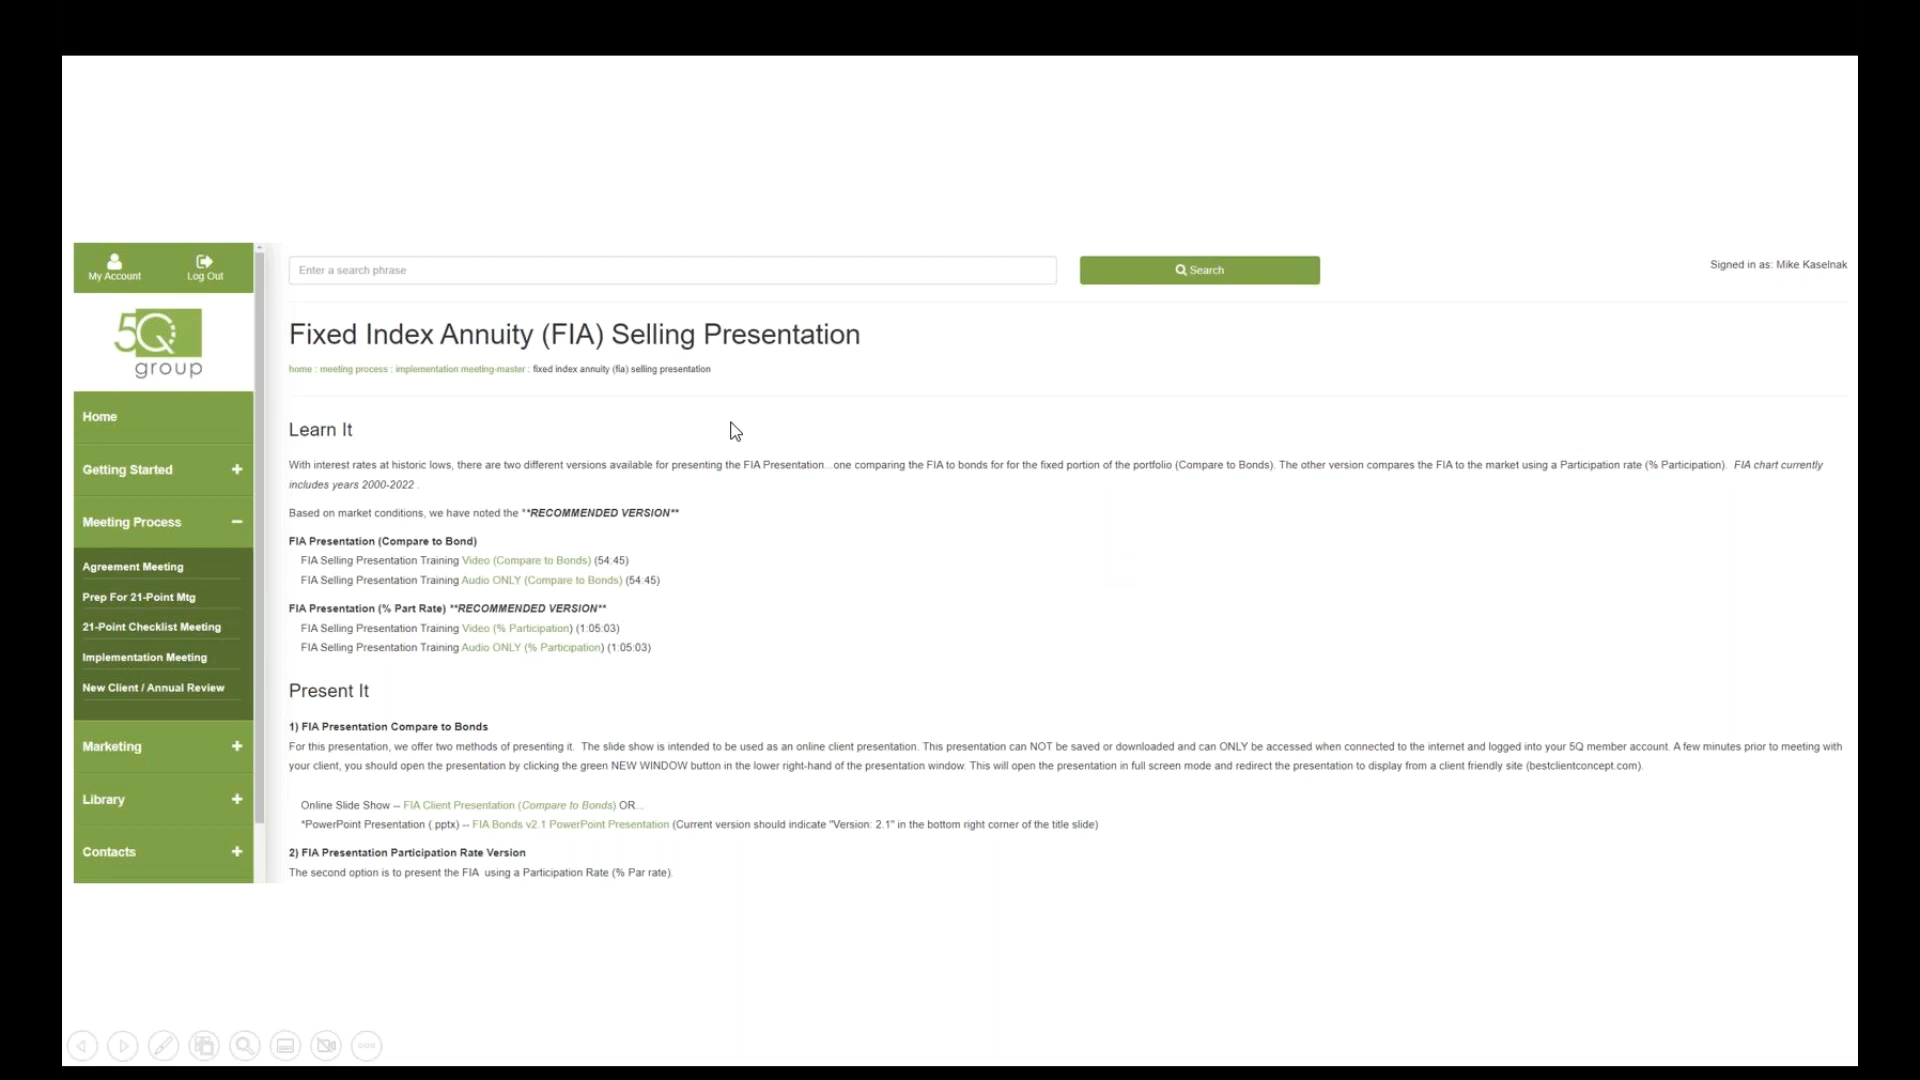 My Account
Log Out
Enter a search phrase
Search
Signed in as: Mike Kaselnak
5Q
group
Home
Getting Started
Meeting Process
Agreement Meeting
Prep For 21-Point Mtg
21-Point Checklist Meeting
Implementation Meeting
New Client / Annual Review
Marketing
Library
Contacts
Fixed Index Annuity (FIA) Selling Presentation
home : meeting process : implementation meeting-master : fixed index annuity (fia) selling presentation
Learn It
With interest rates at historic lows, there are two different versions available for presenting the FIA Presentation...one comparing the FIA to bonds for for the fixed portion of the portfolio (Compare to Bonds). The other version compares the FIA to the market using a Participation rate (% Participation). FIA chart currently
includes years 2000-2022 .
Based on market conditions, we have noted the **RECOMMENDED VERSION**
FIA Presentation (Compare to Bond)
FIA Selling Presentation Training Video (Compare to Bonds) (54:45)
FIA Selling Presentation Training Audio ONLY (Compare to Bonds) (54:45)
FIA Presentation (% Part Rate) **RECOMMENDED VERSION**
FIA Selling Presentation Training Video (% Participation) (1:05:03)
FIA Selling Presentation Training Audio ONLY (% Participation) (1:05:03)
Present It
1) FIA Presentation Compare to Bonds
For this presentation, we offer two methods of presenting it. The slide show is intended to be used as an online client presentation. This presentation can NOT be saved or downloaded and can ONLY be accessed when connected to the internet and logged into your 5Q member account. A few minutes prior to meeting with
your client, you should open the presentation by clicking the green NEW WINDOW button in the lower right-hand of the presentation window. This will open the presentation in full screen mode and redirect the presentation to display from a client friendly site (bestclientconcept.com).
Online Slide Show -- FIA Client Presentation (Compare to Bonds) OR...
*PowerPoint Presentation (.pptx) -- FIA Bonds v2.1 PowerPoint Presentation (Current version should indicate "Version: 2.1" in the bottom right corner of the title slide)
2) FIA Presentation Participation Rate Version
The second option is to present the FIA using a Participation Rate (% Par rate).